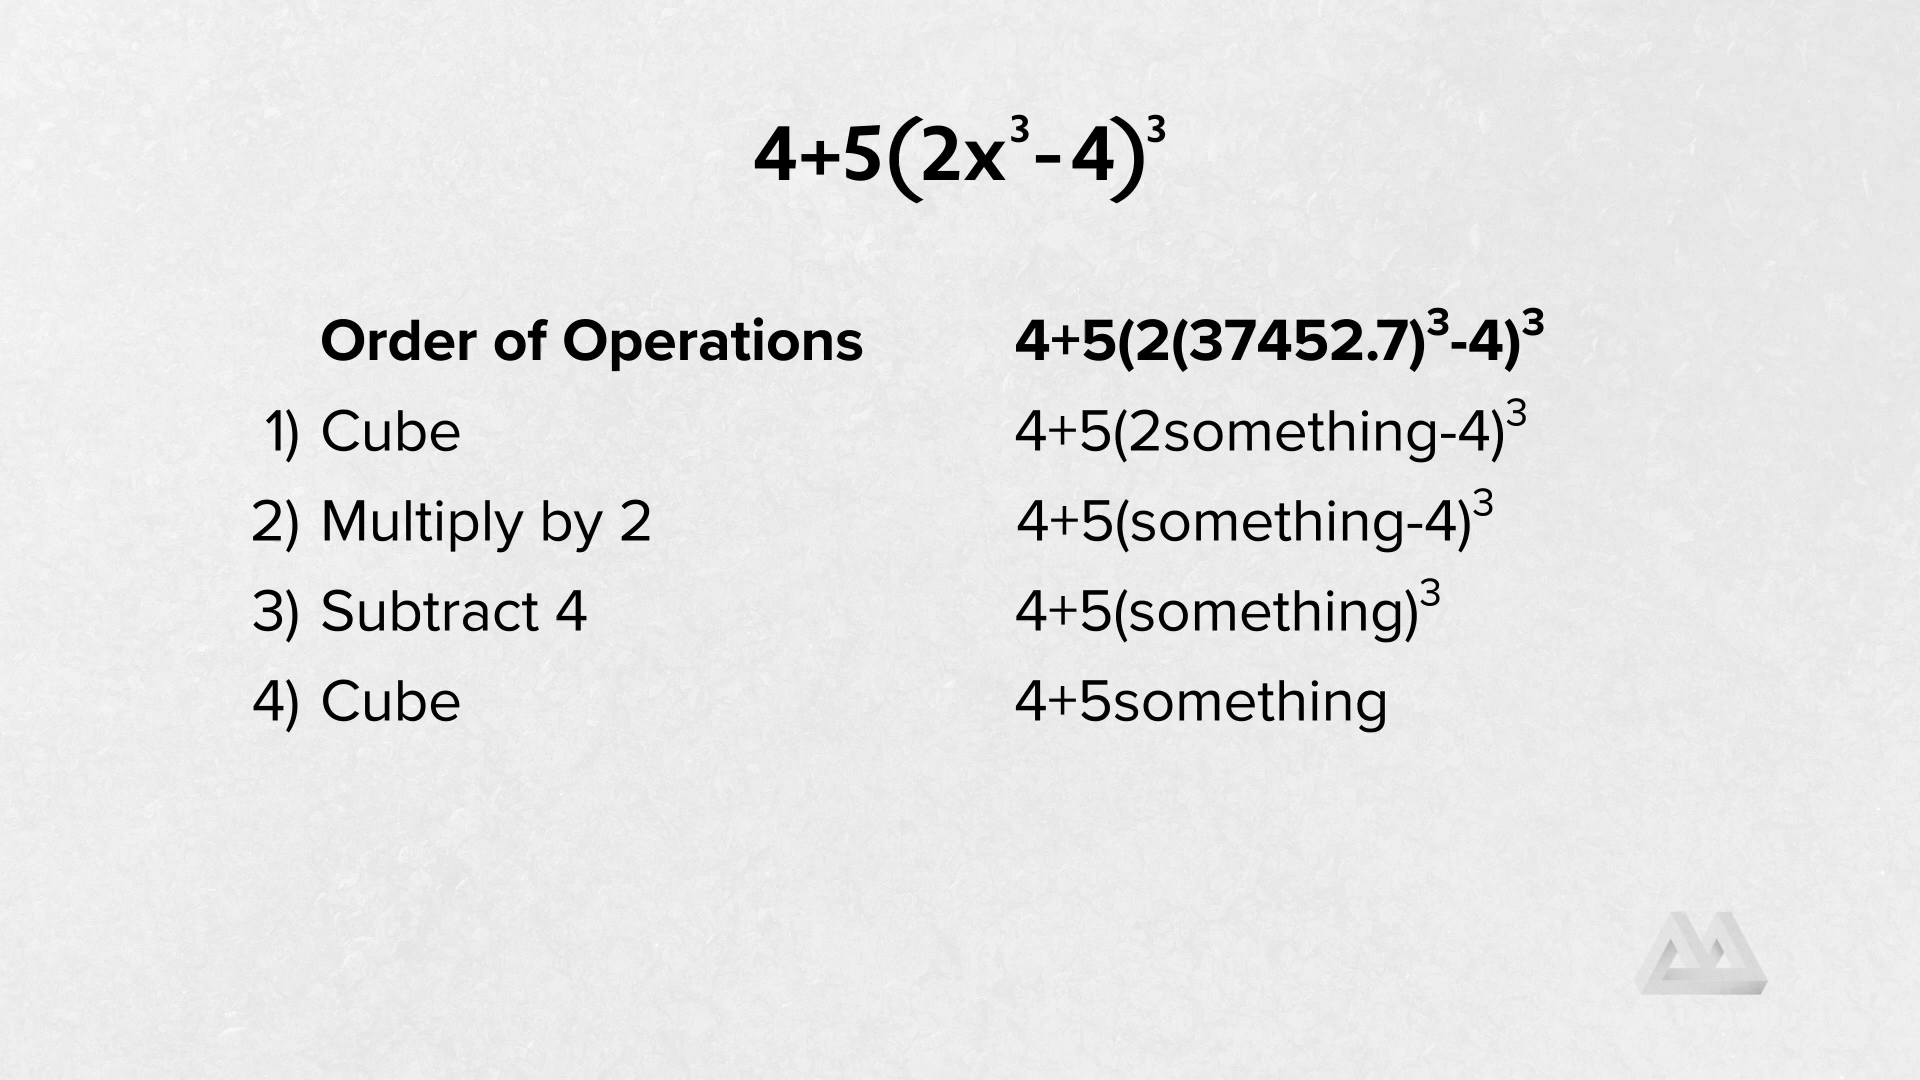 4+5(2x³-4)³
Order of Operations 4+5(2(37452.7)³-4)³
1) Cube 4+5(2something-4)³
2) Multiply by 2 4+5(something-4)³
3) Subtract 4 4+5(something)³
4) Cube 4+5something